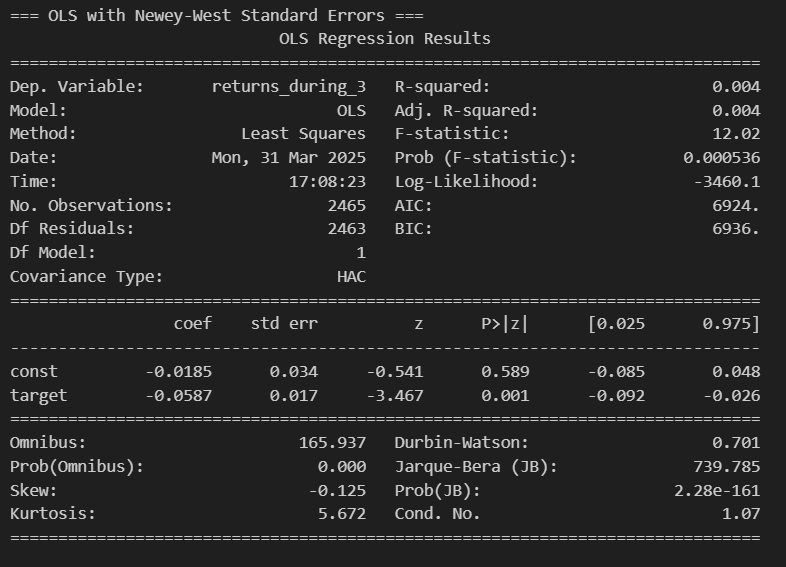 === OLS with Newey-West Standard Errors ===
                            OLS Regression Results
==============================================================================
Dep. Variable:       returns_during_3   R-squared:                       0.004
Model:                            OLS   Adj. R-squared:                  0.004
Method:                 Least Squares   F-statistic:                     12.02
Date:                Mon, 31 Mar 2025   Prob (F-statistic):           0.000536
Time:                        17:08:23   Log-Likelihood:                -3460.1
No. Observations:                2465   AIC:                             6924.
Df Residuals:                    2463   BIC:                             6936.
Df Model:                           1
Covariance Type:                  HAC
==============================================================================
                 coef    std err          z      P>|z|      [0.025      0.975]
------------------------------------------------------------------------------
const         -0.0185      0.034     -0.541      0.589      -0.085       0.048
target        -0.0587      0.017     -3.467      0.001      -0.092      -0.026
==============================================================================
Omnibus:                      165.937   Durbin-Watson:                   0.701
Prob(Omnibus):                  0.000   Jarque-Bera (JB):              739.785
Skew:                          -0.125   Prob(JB):                    2.28e-161
Kurtosis:                       5.672   Cond. No.                         1.07
==============================================================================